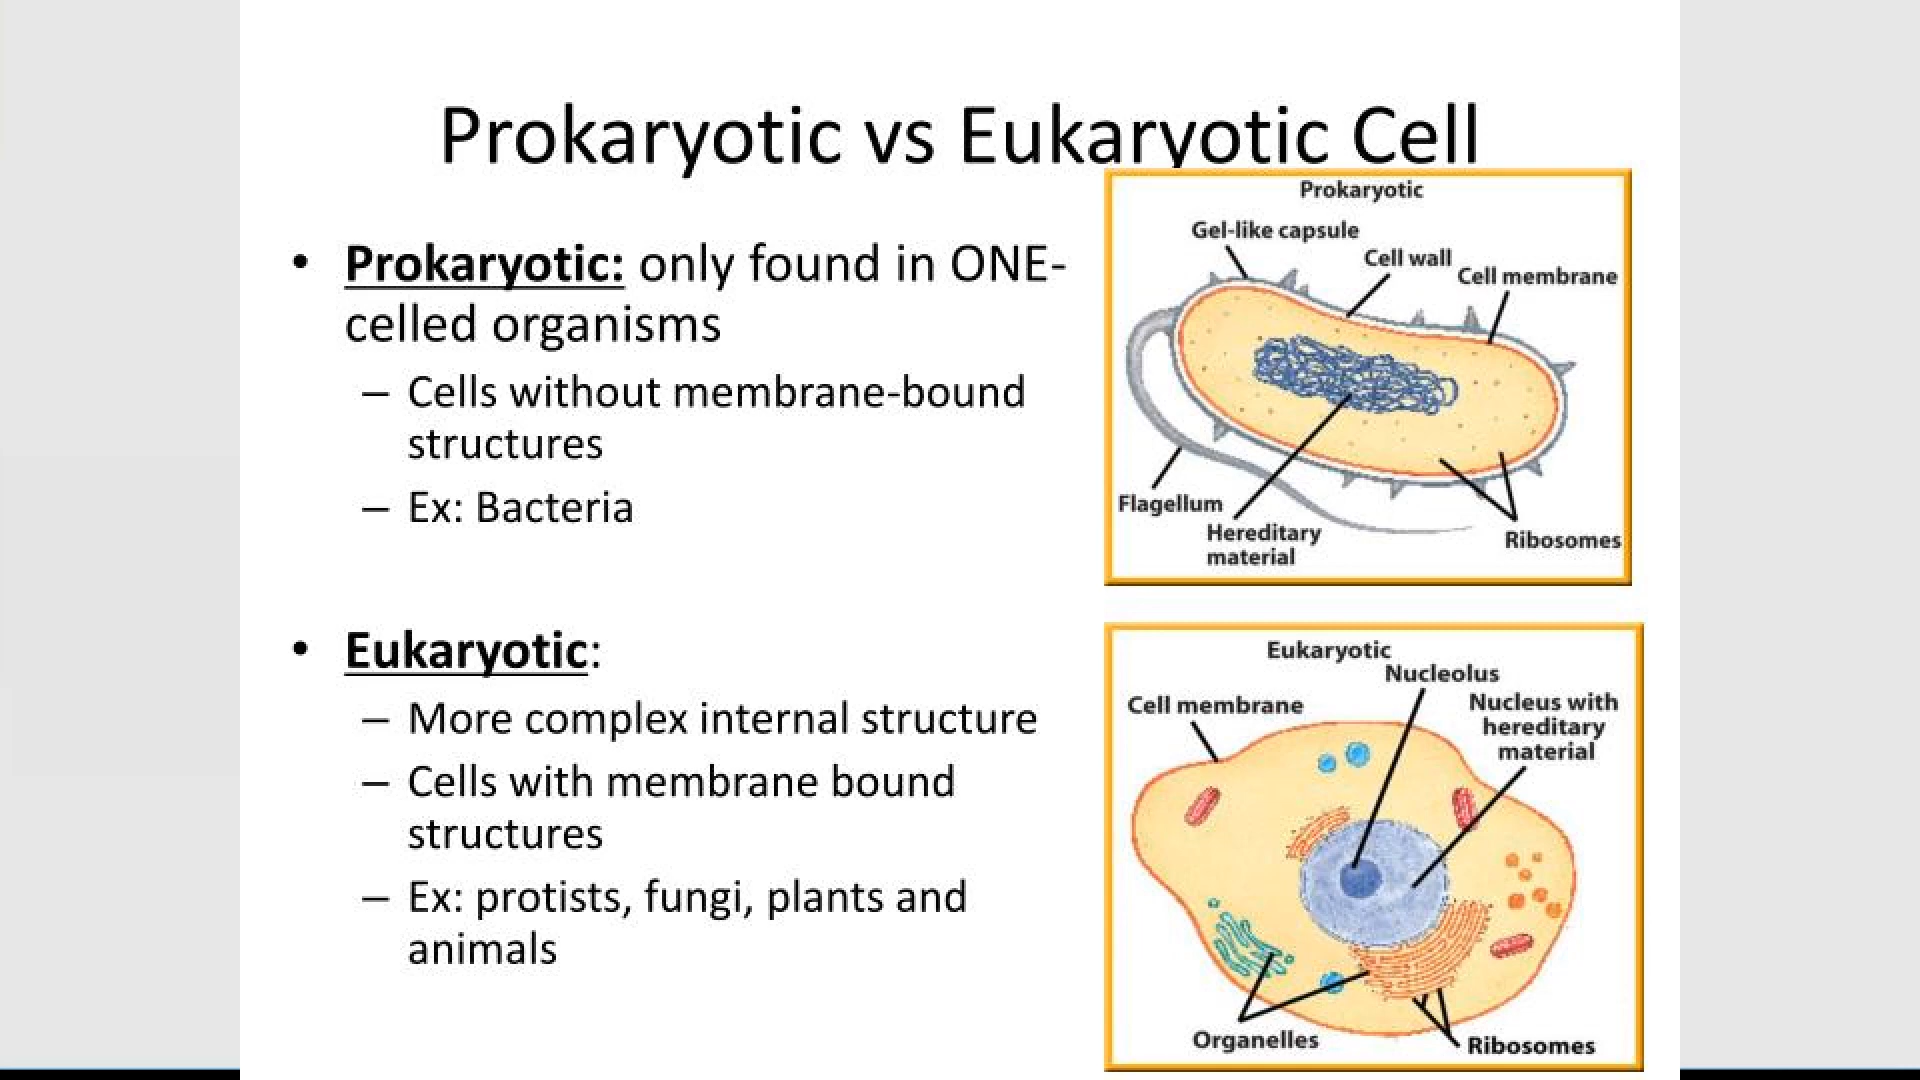 Prokaryotic vs Eukaryotic Cell
• Prokaryotic: only found in ONE-
celled organisms
– Cells without membrane-bound
structures
– Ex: Bacteria
• Eukaryotic:
– More complex internal structure
– Cells with membrane bound
structures
– Ex: protists, fungi, plants and
animals
Prokaryotic
Gel-like capsule
Cell wall
Cell membrane
Flagellum
Hereditary
material
Ribosomes
Eukaryotic
Nucleolus
Cell membrane
Nucleus with
hereditary
material
Organelles
Ribosomes